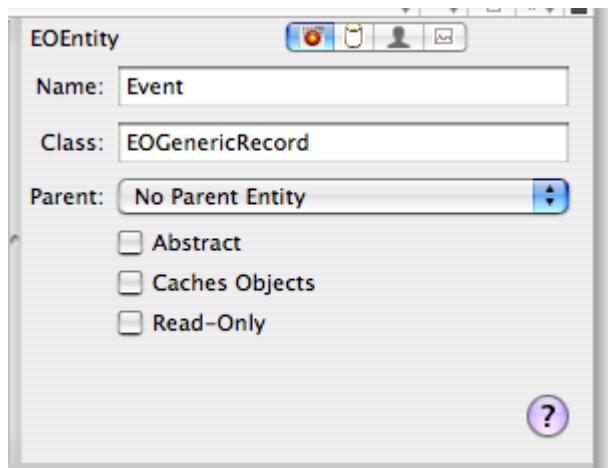 EOEntity
Name: Event
Class: EOGenericRecord
Parent: No Parent Entity
Abstract
Caches Objects
Read-Only
?